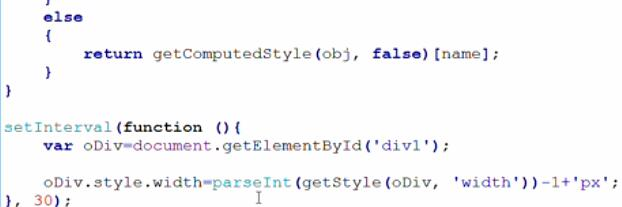 }
else
{
return getComputedStyle(obj, false)[name];
}
}
setInterval(function (){
var oDiv=document.getElementById('div1');
oDiv.style.width=parseInt(getStyle(oDiv, 'width'))-1+'px';
}, 30);